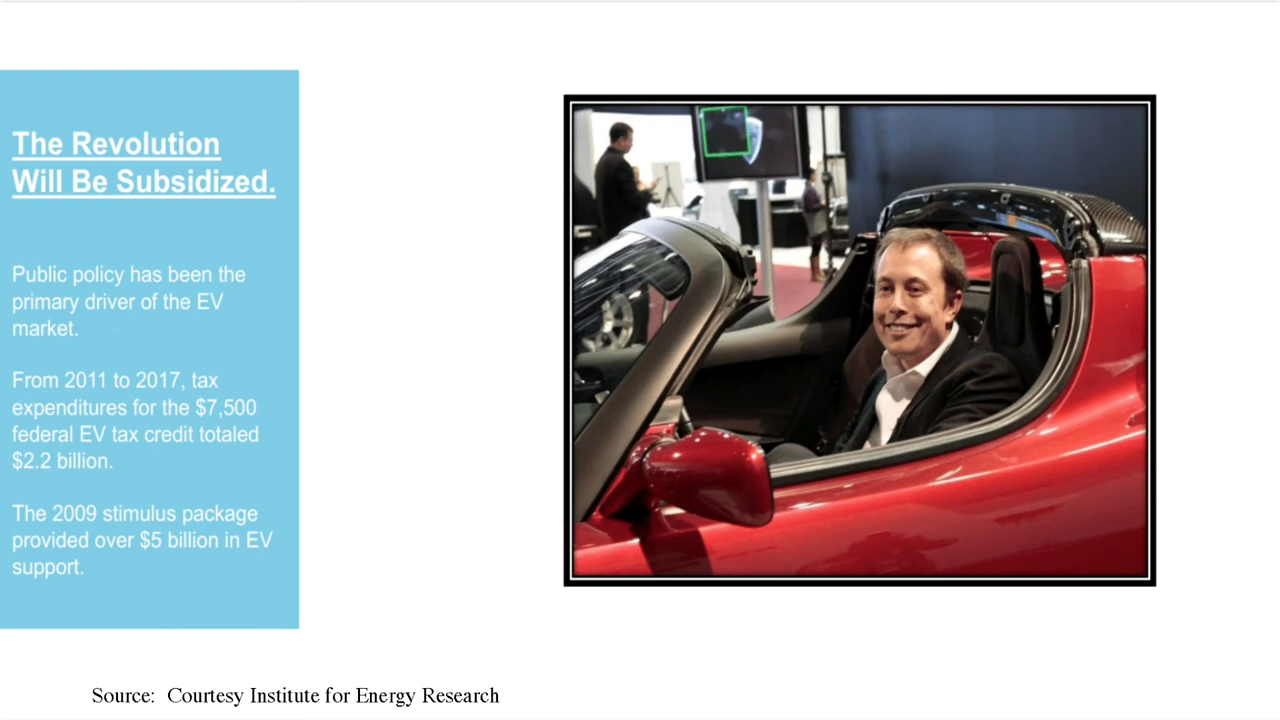 The Revolution
Will Be Subsidized.
Public policy has been the
primary driver of the EV
market.
From 2011 to 2017, tax
expenditures for the $7,500
federal EV tax credit totaled
$2.2 billion.
The 2009 stimulus package
provided over $5 billion in EV
support.
Source:  Courtesy Institute for Energy Research